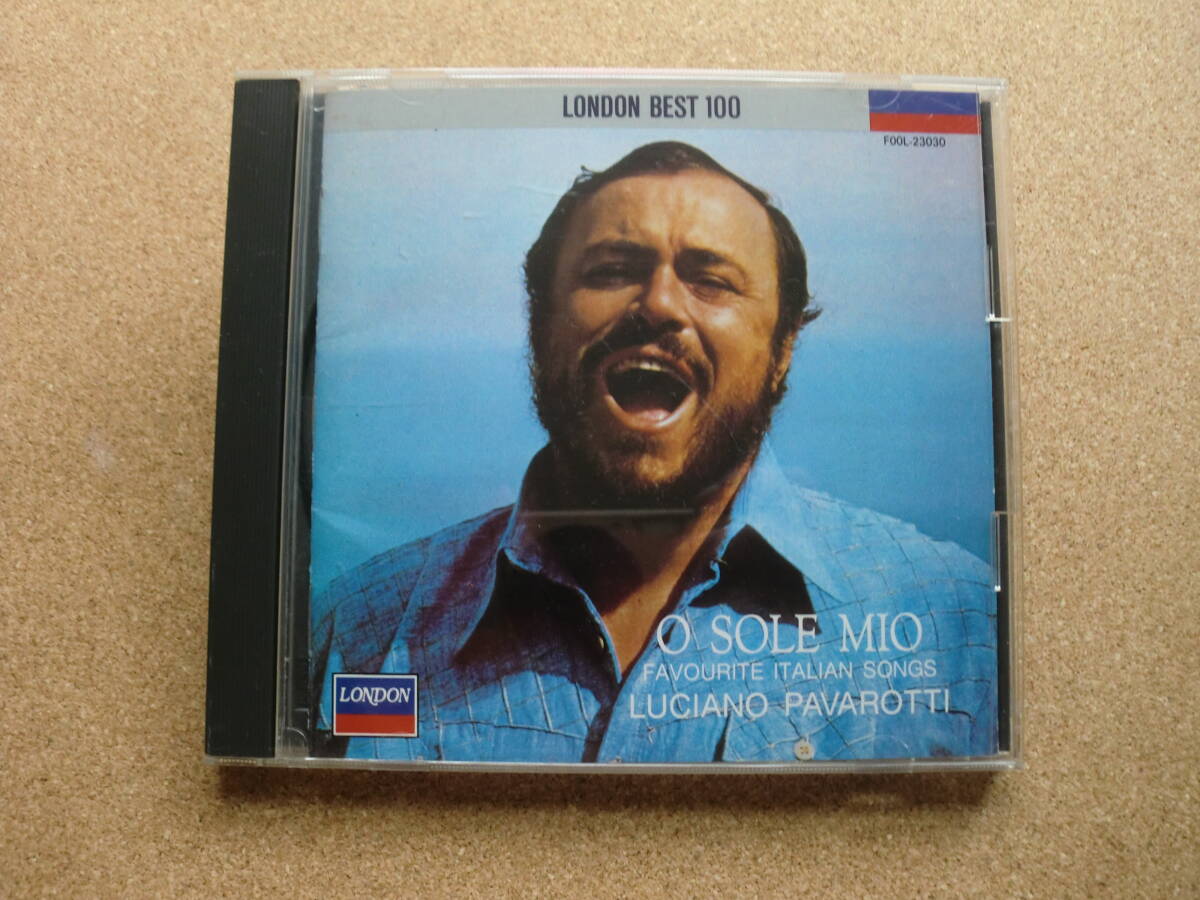 LONDON BEST 100
F00L-23030
O SOLE MIO
FAVOURITE ITALIAN SONGS
LUCIANO PAVAROTTI
LONDON